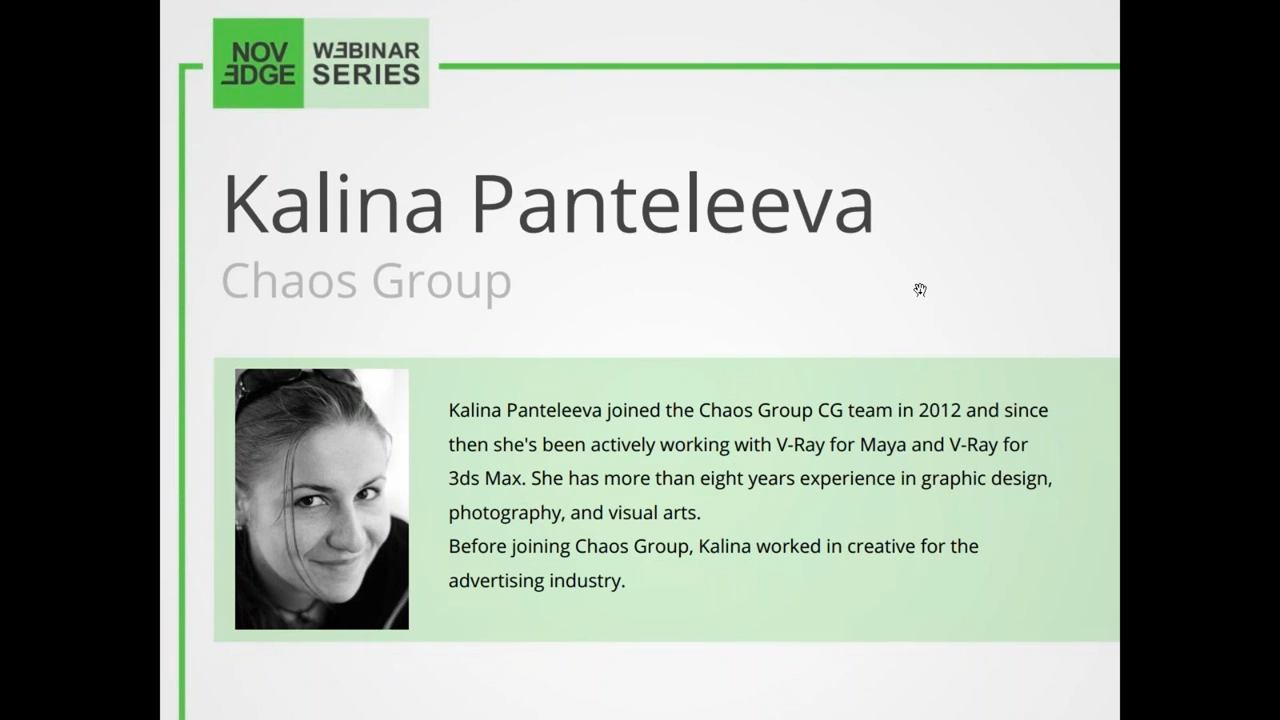 NOV
EDGE
WEBINAR
SERIES
Kalina Panteleeva
Chaos Group
Kalina Panteleeva joined the Chaos Group CG team in 2012 and since
then she's been actively working with V-Ray for Maya and V-Ray for
3ds Max. She has more than eight years experience in graphic design,
photography, and visual arts.
Before joining Chaos Group, Kalina worked in creative for the
advertising industry.